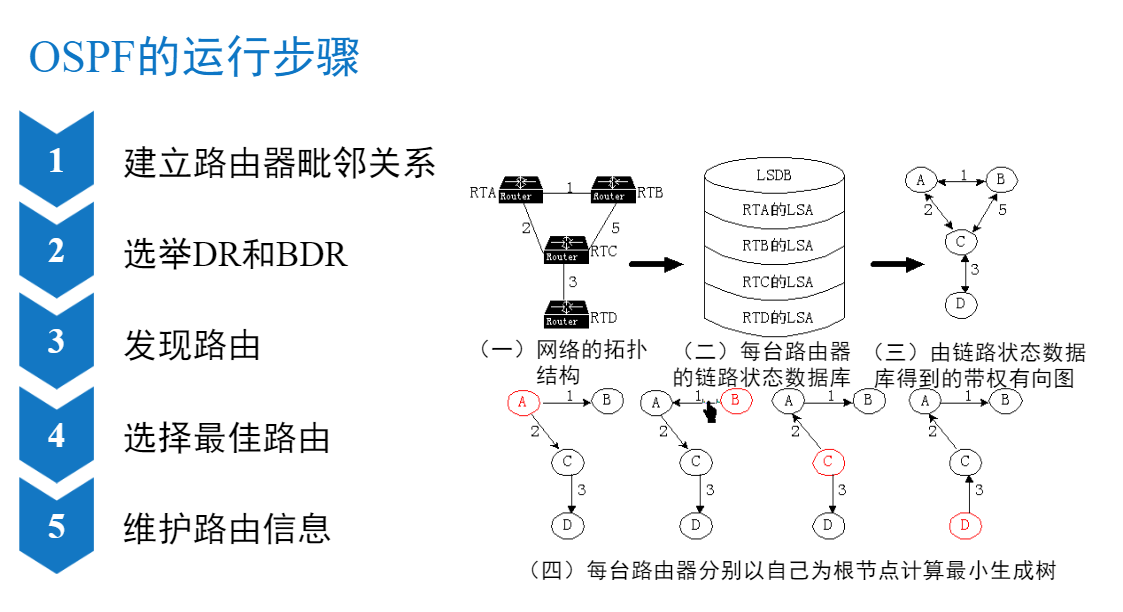 OSPF的运行步骤
1
建立路由器毗邻关系
2
选举DR和BDR
3
发现路由
4
选择最佳路由
5
维护路由信息
RTA Router 1 Router RTB
2 5
Router RTC
3
Router RTD
(一)网络的拓扑
结构
LSDB
RTA的LSA
RTB的LSA
RTC的LSA
RTD的LSA
(二)每台路由器
的链路状态数据库
A 1 B
2 5
C
3
D
(三)由链路状态数据
库得到的带权有向图
A 1 B
2
C
3
D
A 1 B
2
C
3
D
A 1 B
2
C
3
D
A 1 B
2
C
3
D
(四)每台路由器分别以自己为根节点计算最小生成树